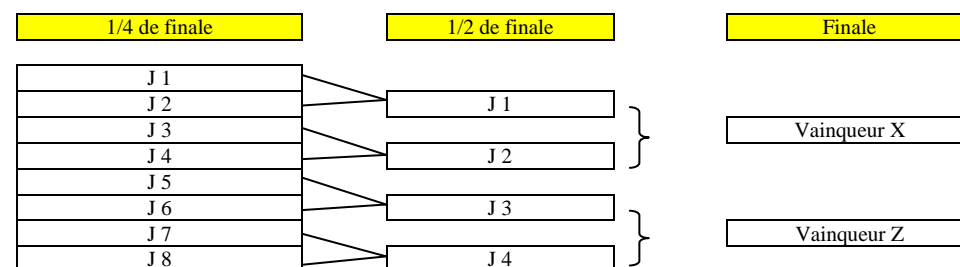 1/4 de finale
1/2 de finale
Finale
J 1
J 2
J 1
J 3
Vainqueur X
J 4
J 2
J 5
J 6
J 3
J 7
Vainqueur Z
J 8
J 4